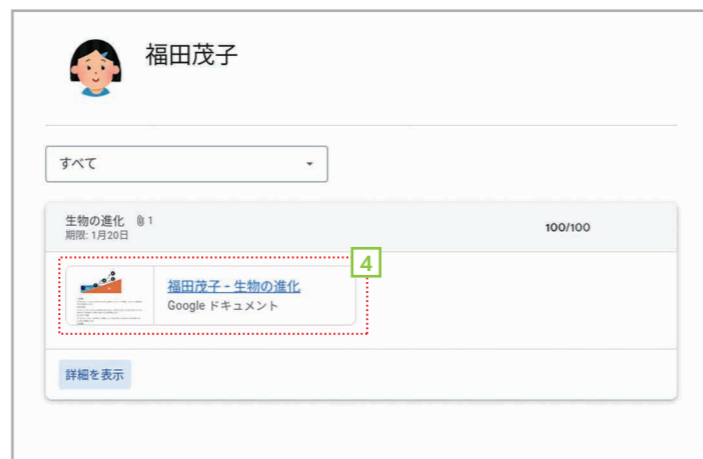 福田茂子
すべて
生物の進化 1
期限: 1月20日
100/100
4
福田茂子 - 生物の進化
Google ドキュメント
詳細を表示